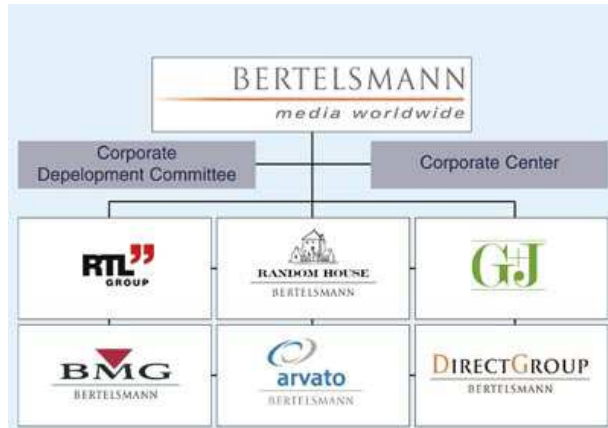 BERTELSMANN
media worldwide
Corporate
Depelopment Committee
Corporate Center
RTL”
GROUP
RANDOM HOUSE
BERTELSMANN
G+J
BMG
BERTELSMANN
arvato
BERTELSMANN
DIRECTGROUP
BERTELSMANN